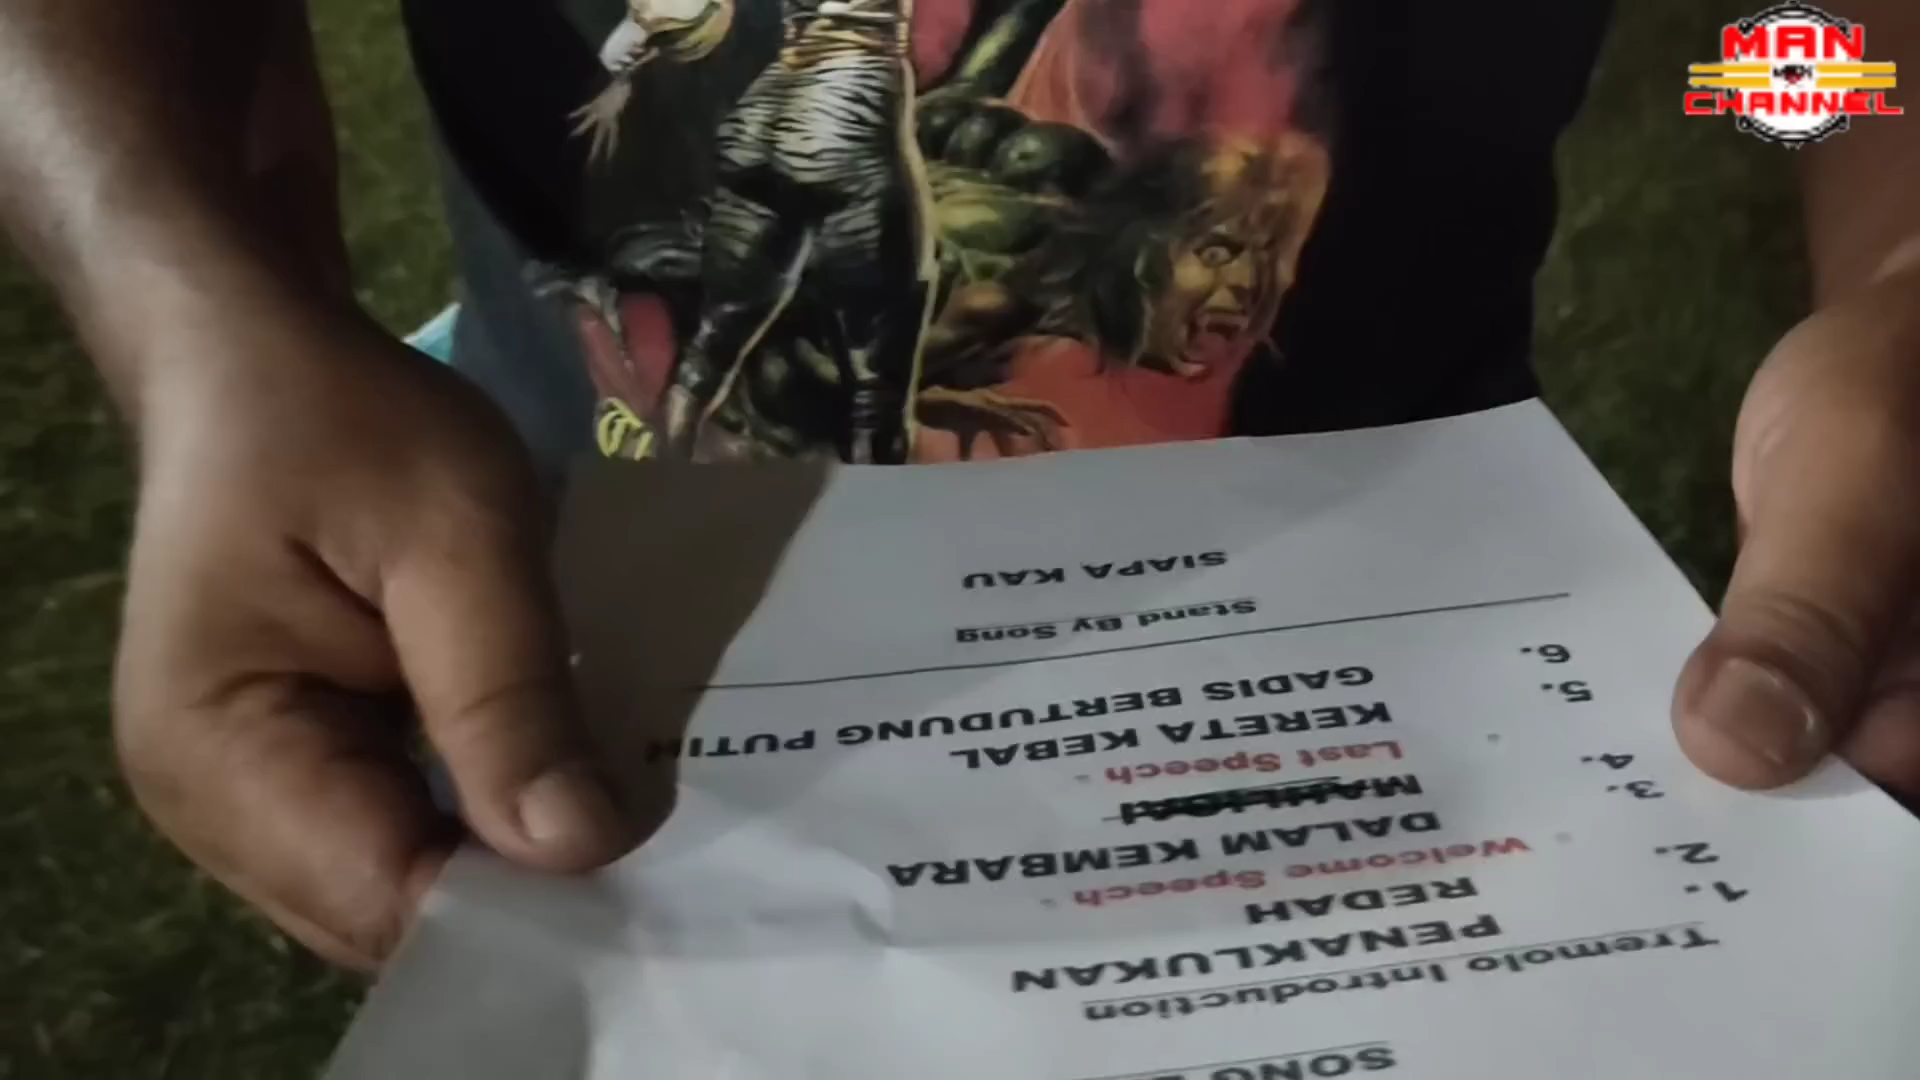 MAN
CHANNEL
SONG
Tremolo Introduction
1. PENAKLUKAN
2. REDAH
- Welcome Speech -
3. DALAM KEMBARA
4.
- Last Speech -
5. KERETA KEBAL
6. GADIS BERTUDUNG PUTIH
Stand By Song
SIAPA KAU